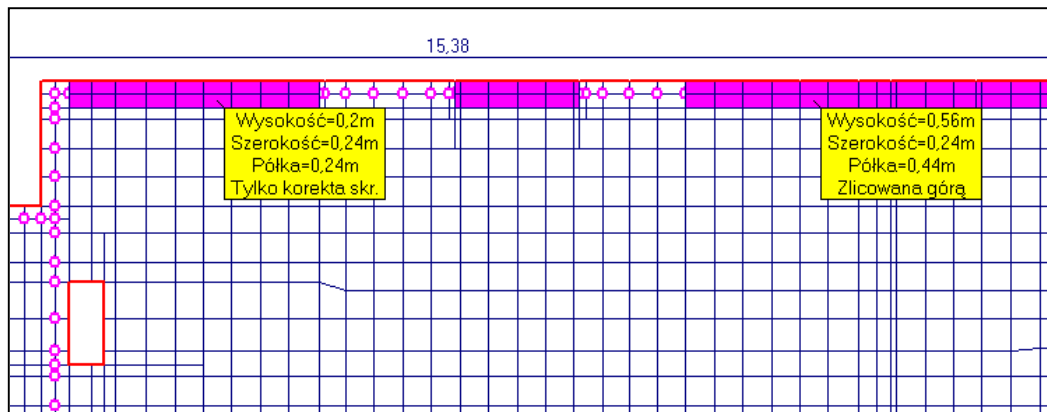 15,38
Wysokość=0,2m
Szerokość=0,24m
Półka=0,24m
Tylko korekta skr.
Wysokość=0,56m
Szerokość=0,24m
Półka=0,44m
Zlicowana górą